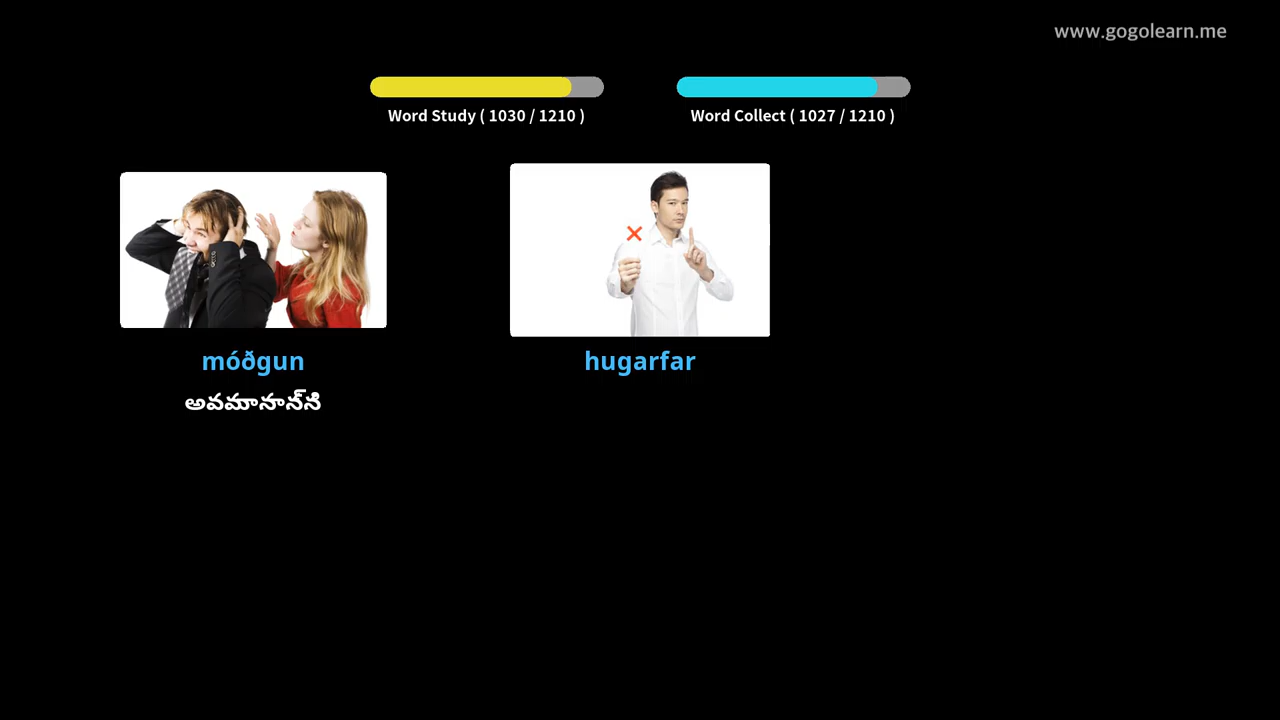 www.gogolearn.me
Word Study ( 1030 / 1210 )
Word Collect ( 1027 / 1210 )
móðgun
hugarfar
అవమానాన్ని